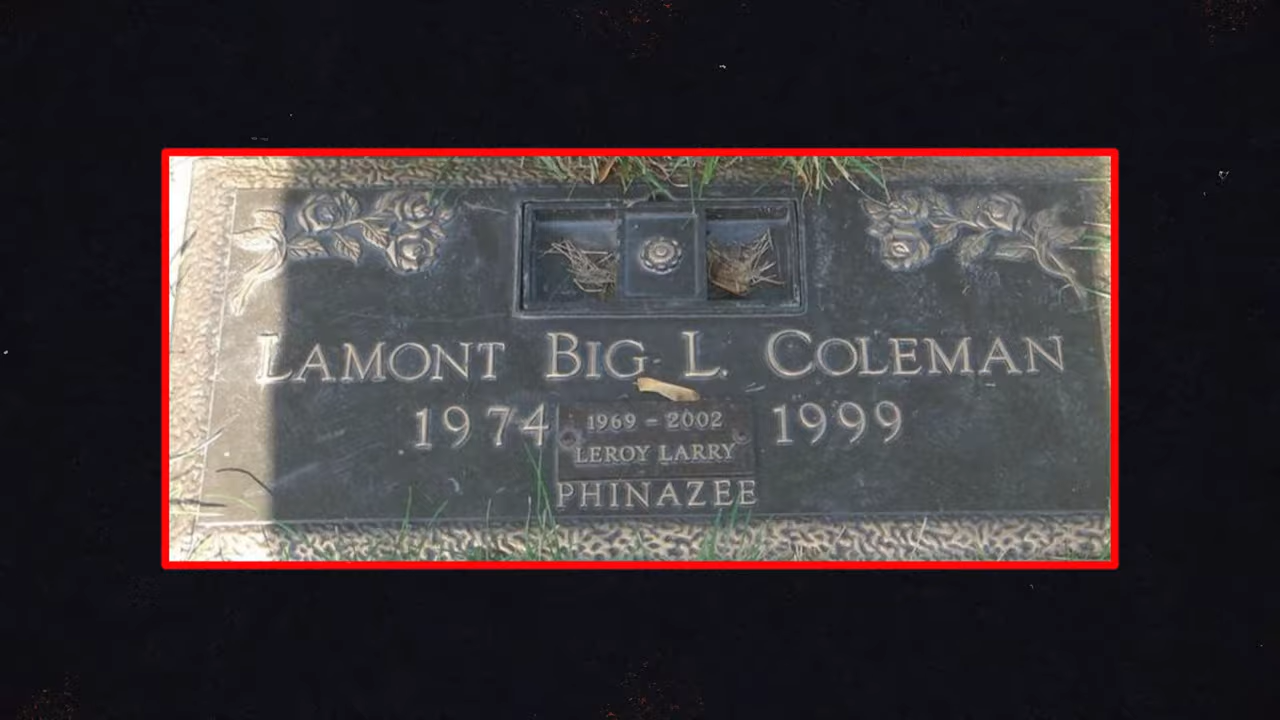 LAMONT BIG L. COLEMAN
1974 1999
1969 - 2002
LEROY LARRY
PHINAZEE